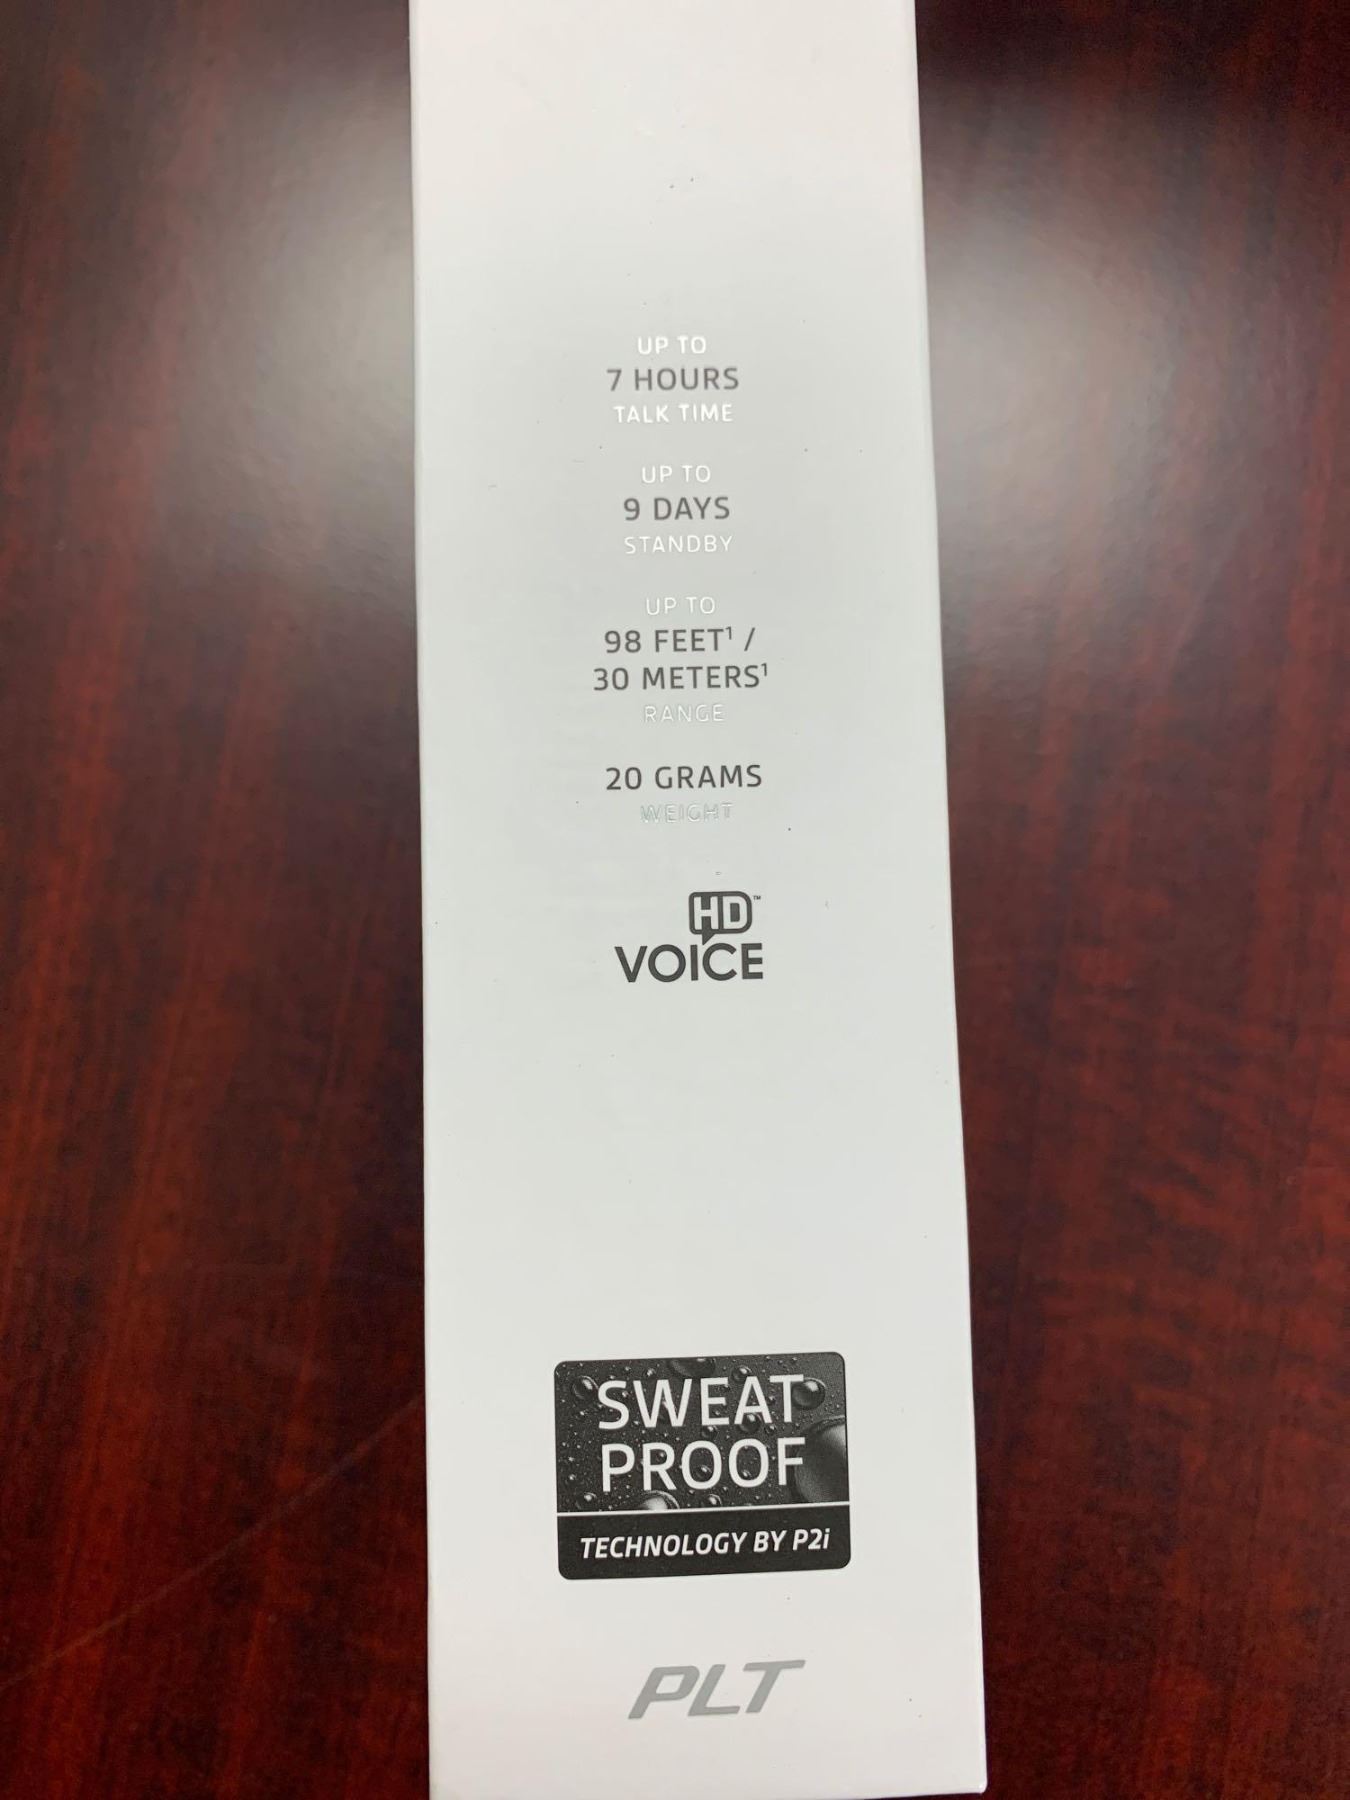 UP TO
7 HOURS
TALK TIME
UP TO
9 DAYS
STANDBY
UP TO
98 FEET¹ /
30 METERS¹
RANGE
20 GRAMS
WEIGHT
HD™
VOICE
SWEAT
PROOF
TECHNOLOGY BY P2i
PLT